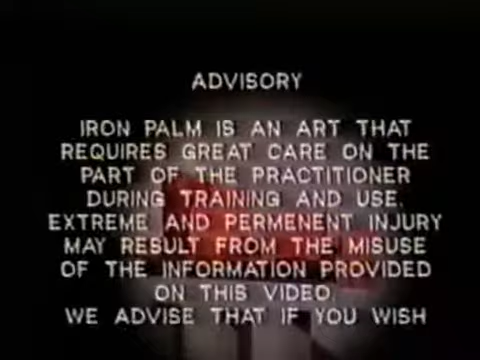 ADVISORY
IRON PALM IS AN ART THAT
REQUIRES GREAT CARE ON THE
PART OF THE PRACTITIONER
DURING TRAINING AND USE.
EXTREME AND PERMENENT INJURY
MAY RESULT FROM THE MISUSE
OF THE INFORMATION PROVIDED
ON THIS VIDEO.
WE ADVISE THAT IF YOU WISH